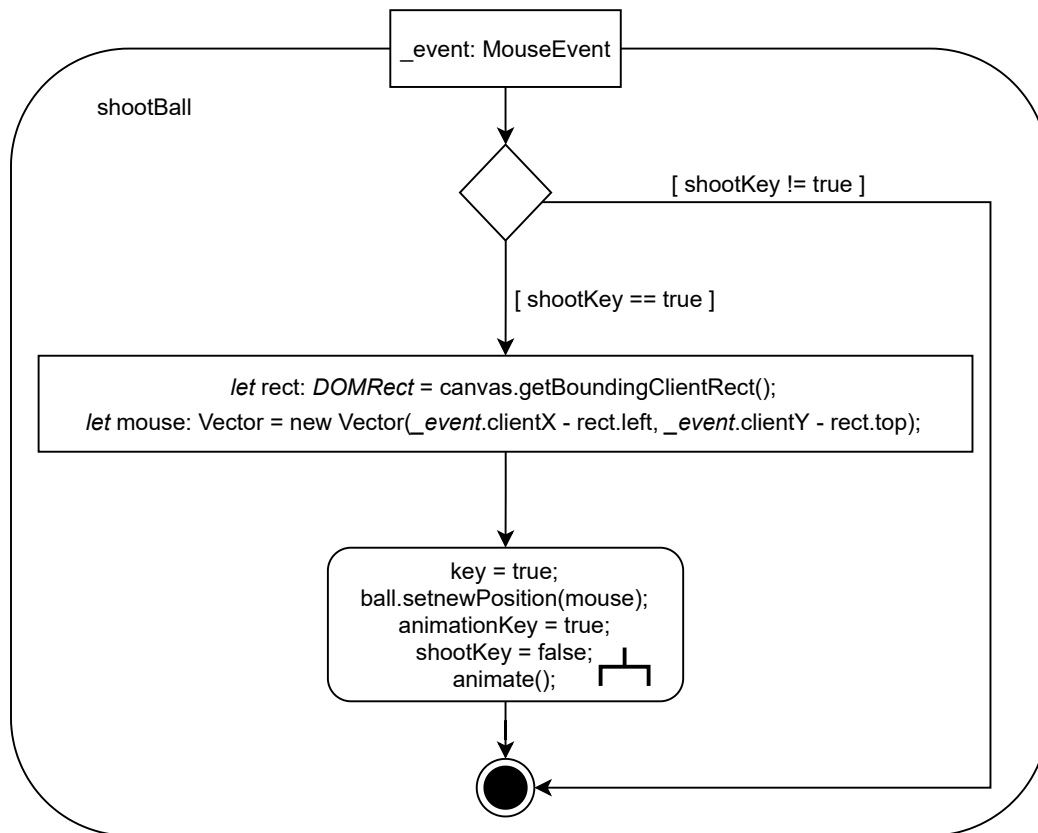 _event: MouseEvent
shootBall
[ shootKey != true ]
[ shootKey == true ]
let rect: DOMRect = canvas.getBoundingClientRect();
let mouse: Vector = new Vector(_event.clientX - rect.left, _event.clientY - rect.top);
key = true;
ball.setnewPosition(mouse);
animationKey = true;
shootKey = false;
animate();